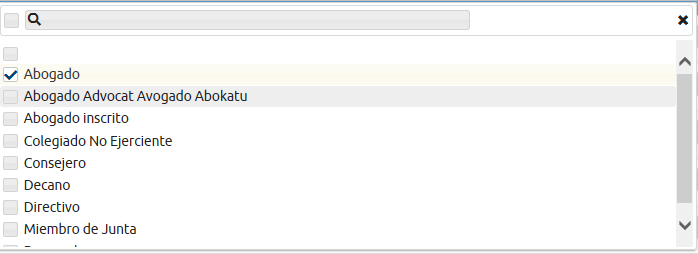 Abogado
Abogado Advocat Avogado Abokatu
Abogado inscrito
Colegiado No Ejerciente
Consejero
Decano
Directivo
Miembro de Junta